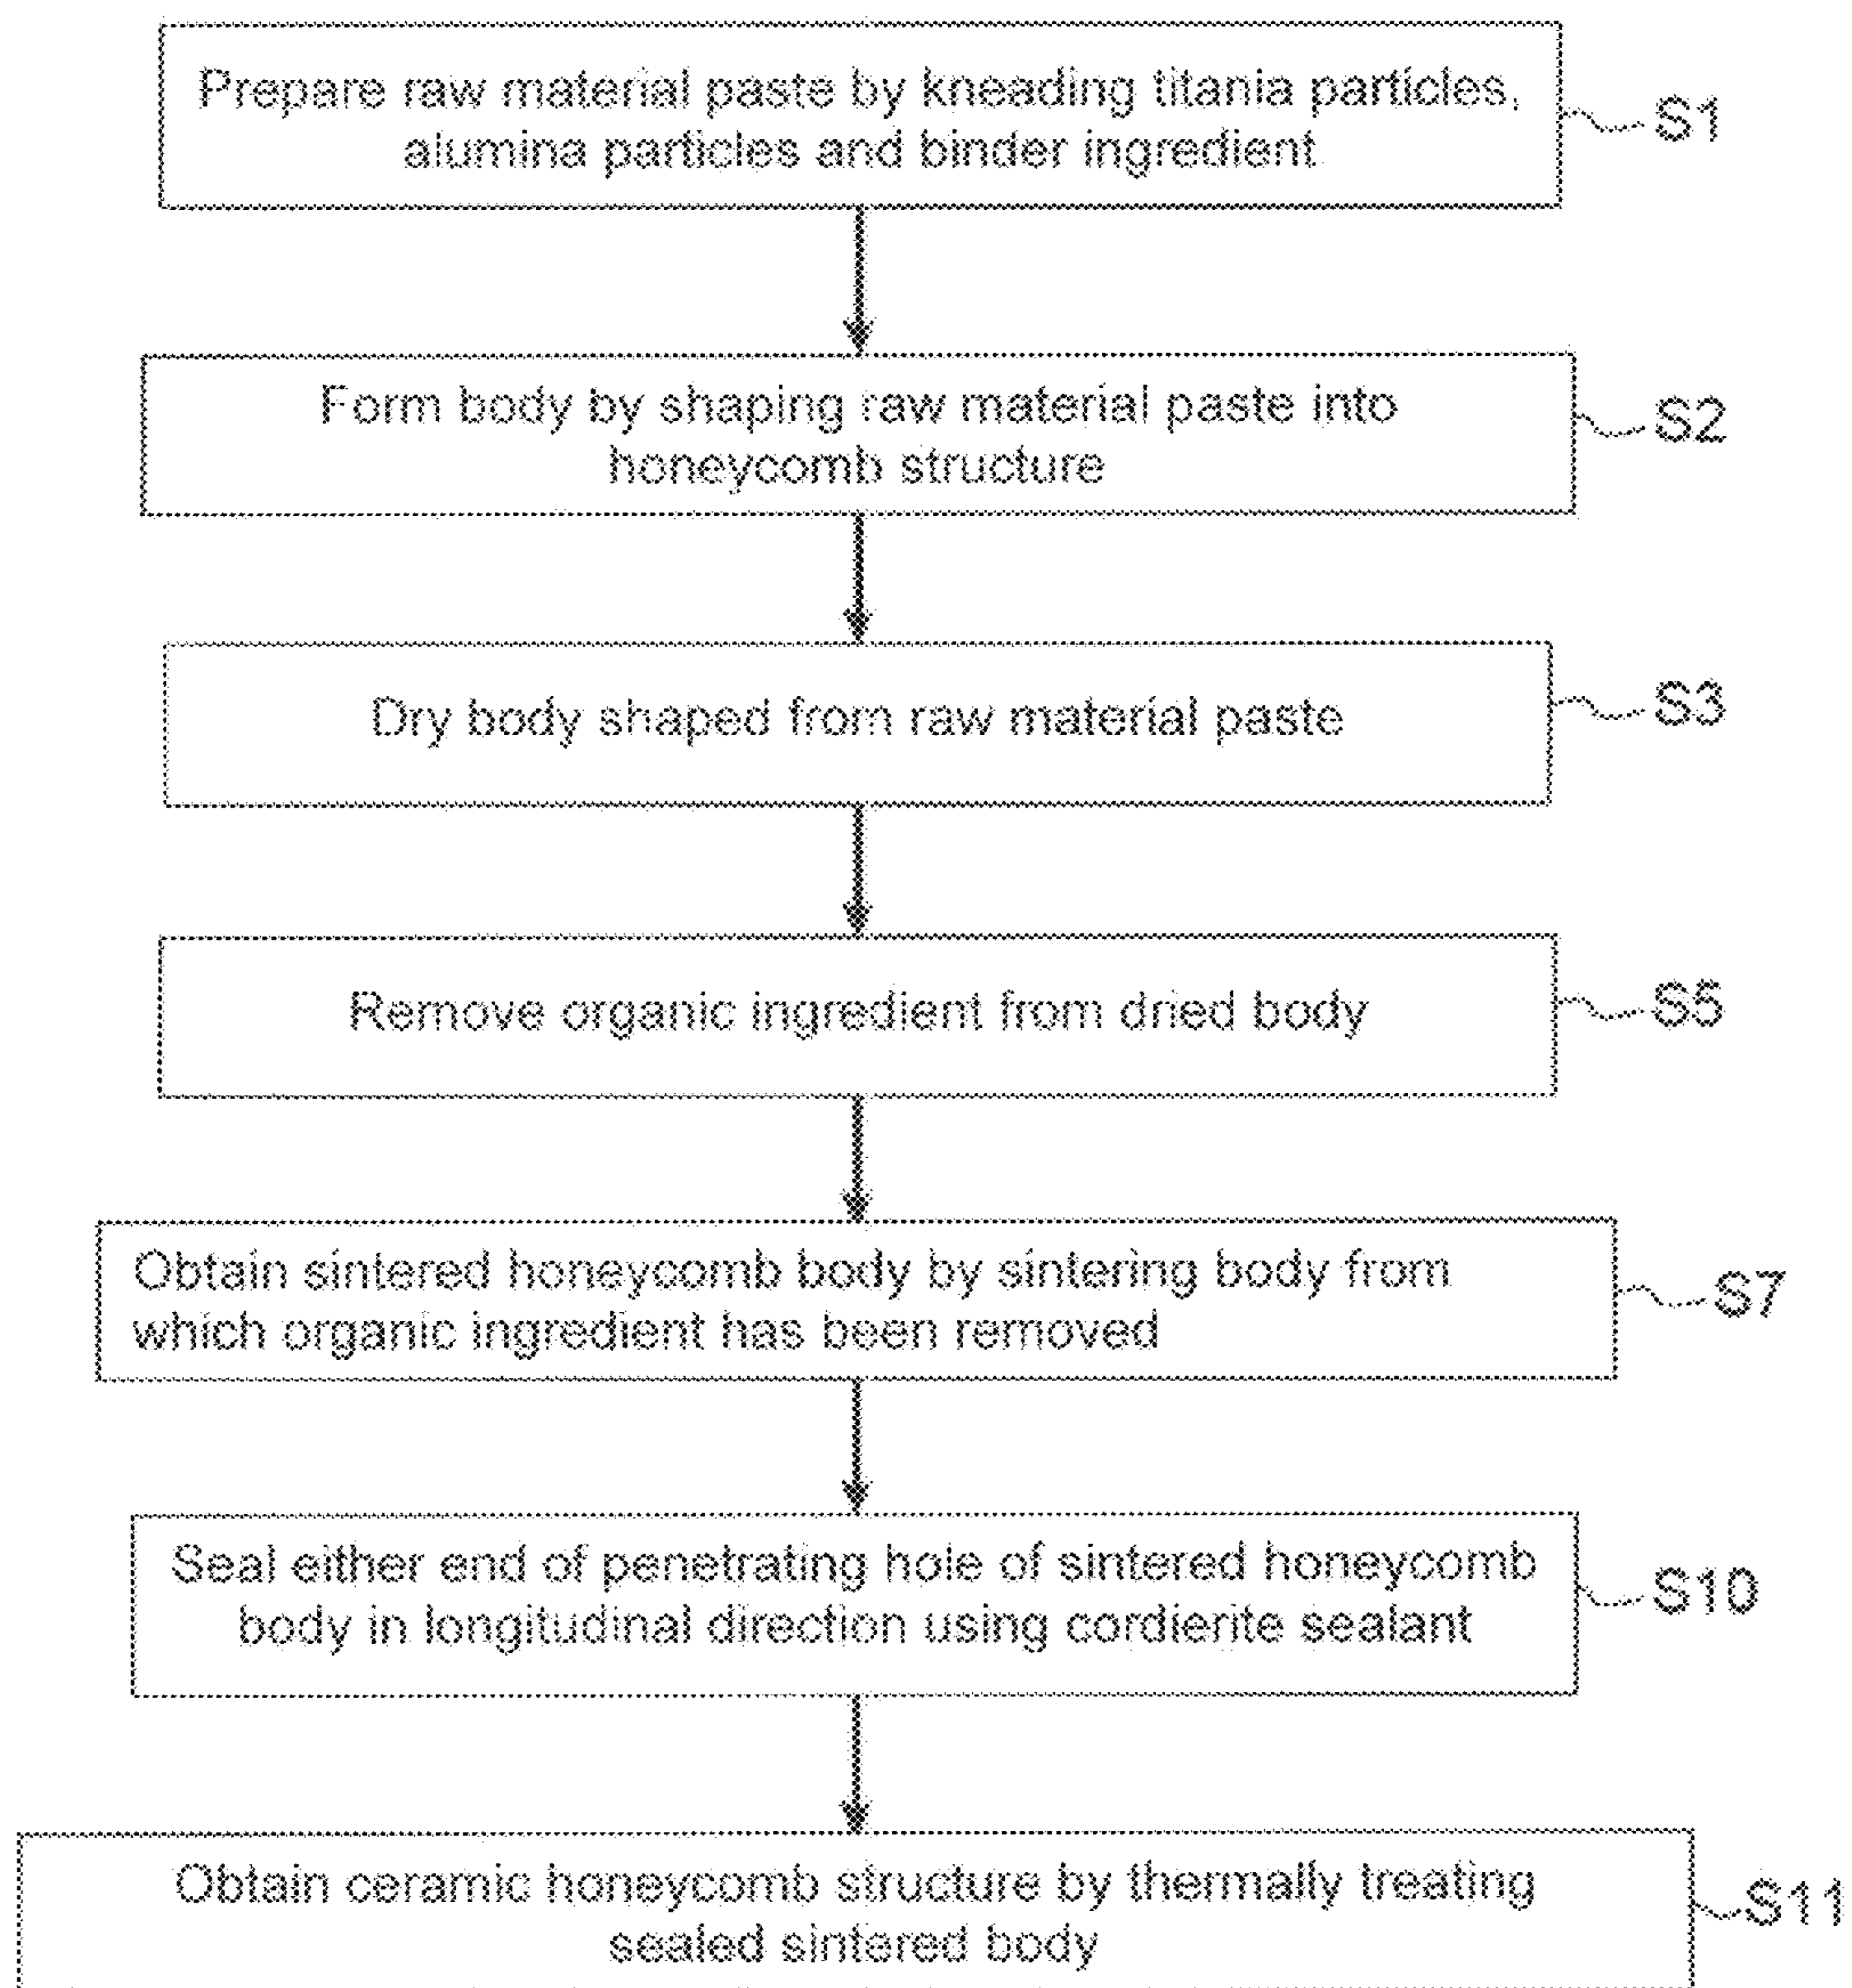 Prepare raw material paste by kneading titania particles,
alumina particles and binder ingredient
S1
Form body by shaping raw material paste into
honeycomb structure
S2
Dry body shaped from raw material paste
S3
Remove organic ingredient from dried body
S5
Obtain sintered honeycomb body by sintering body from
which organic ingredient has been removed
S7
Seal either end of penetrating hole of sintered honeycomb
body in longitudinal direction using cordierite sealant
S10
Obtain ceramic honeycomb structure by thermally treating
sealed sintered body
S11